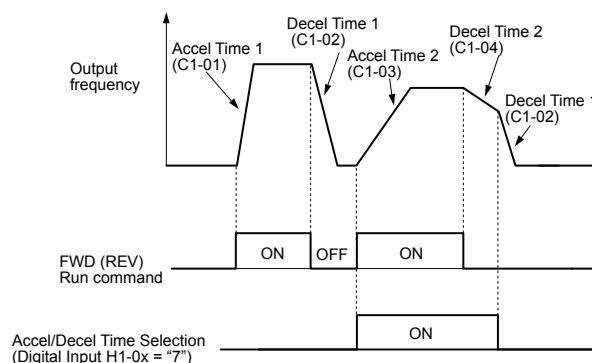 Output
frequency
Accel Time 1
(C1-01)
Decel Time 1
(C1-02)
Accel Time 2
(C1-03)
Decel Time 2
(C1-04)
Decel Time 1
(C1-02)
FWD (REV)
Run command
ON
OFF
ON
Accel/Decel Time Selection
(Digital Input H1-0x = “7”)
ON